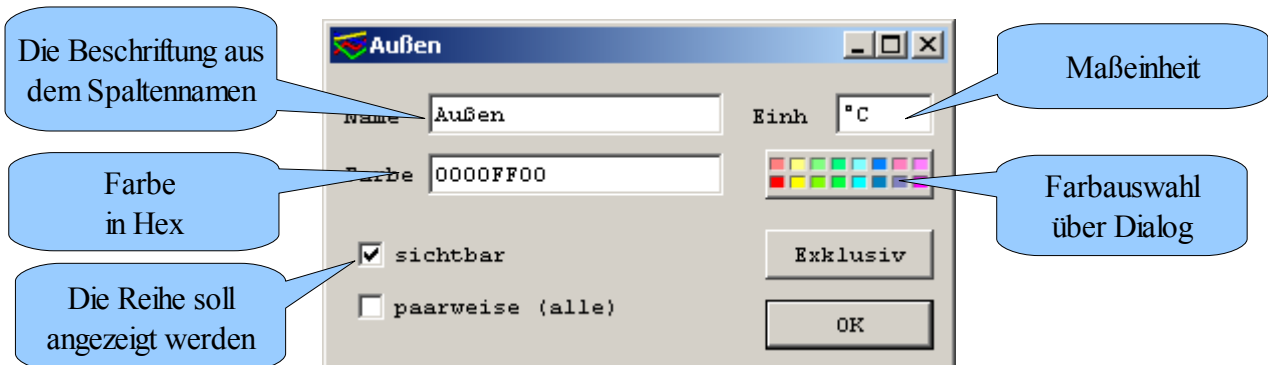 Die Beschriftung aus
dem Spaltennamen
Außen
Maßeinheit
Name
Außen
Einh
°C
Farbe
in Hex
Farbe
0000FF00
Farbauswahl
über Dialog
sichtbar
Exklusiv
Die Reihe soll
angezeigt werden
paarweise (alle)
OK